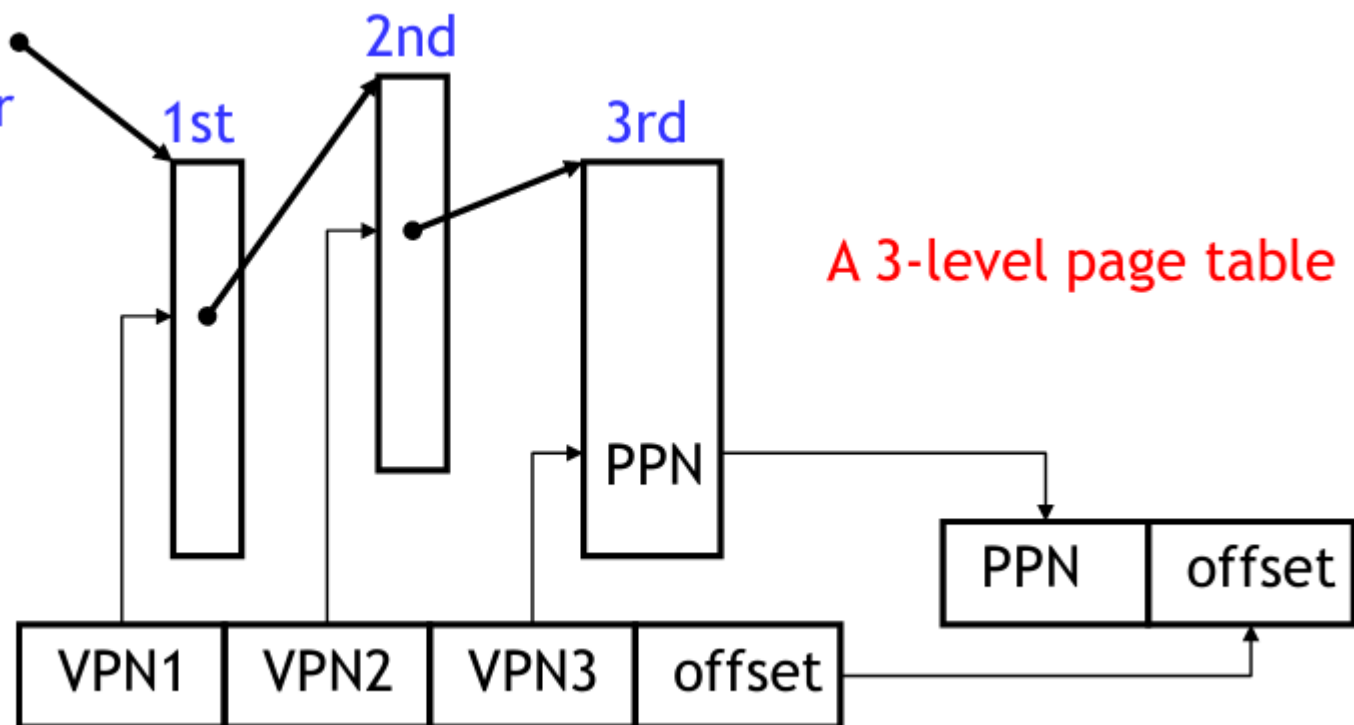 2nd
r
1st
3rd
A 3-level page table
PPN
PPN offset
VPN1 VPN2 VPN3 offset